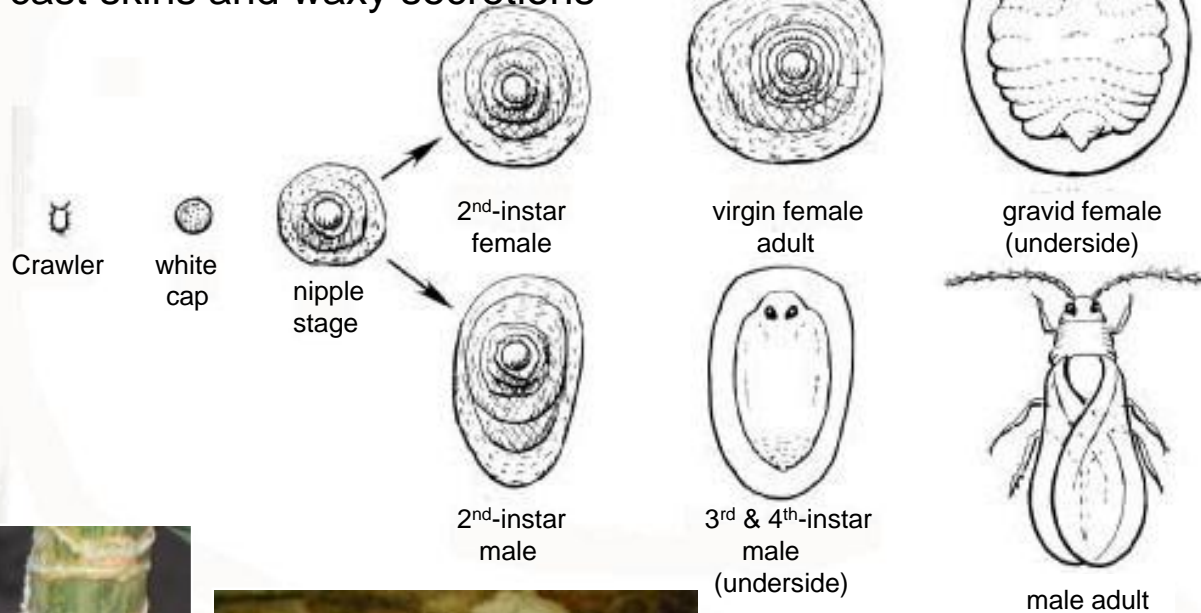 cast skins and waxy secretions
2nd-instar
female
virgin female
adult
gravid female
(underside)
Crawler
white
cap
nipple
stage
2nd-instar
male
3rd & 4th-instar
male
(underside)
male adult